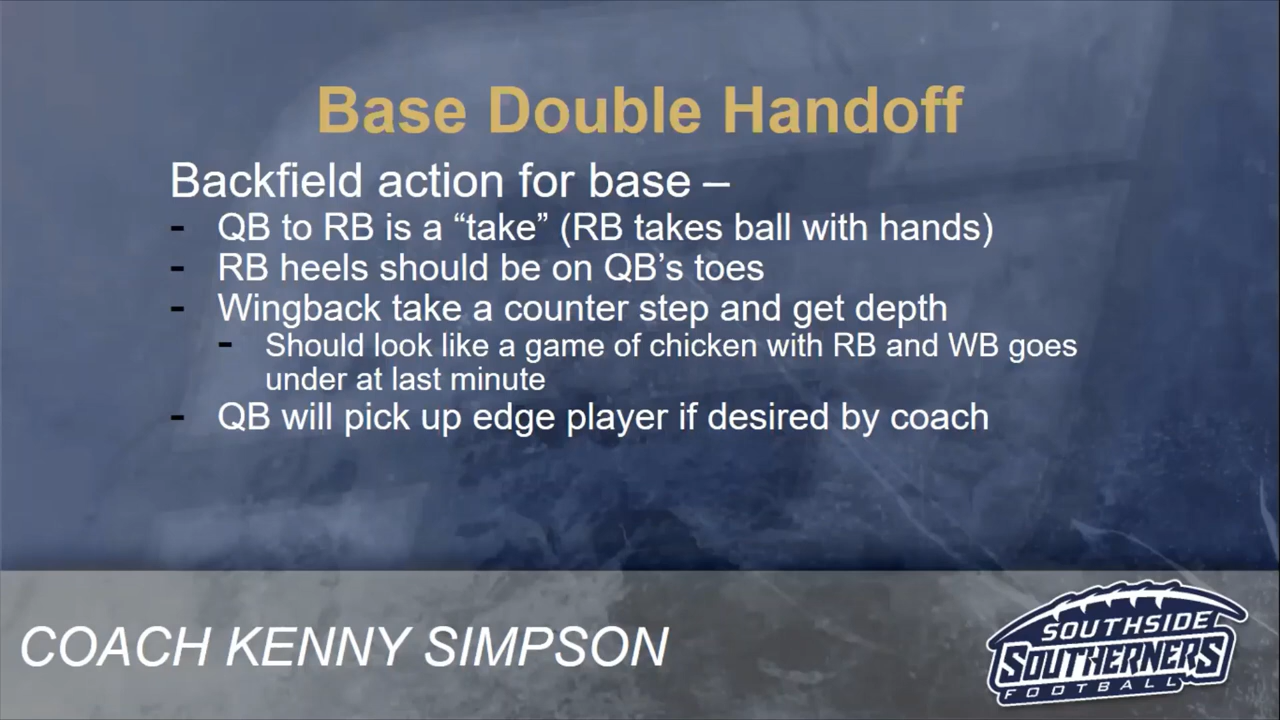 Base Double Handoff
Backfield action for base –
- QB to RB is a “take” (RB takes ball with hands)
- RB heels should be on QB’s toes
- Wingback take a counter step and get depth
- Should look like a game of chicken with RB and WB goes
under at last minute
- QB will pick up edge player if desired by coach
COACH KENNY SIMPSON
SOUTHSIDE
SOUTHERNERS
FOOTBALL